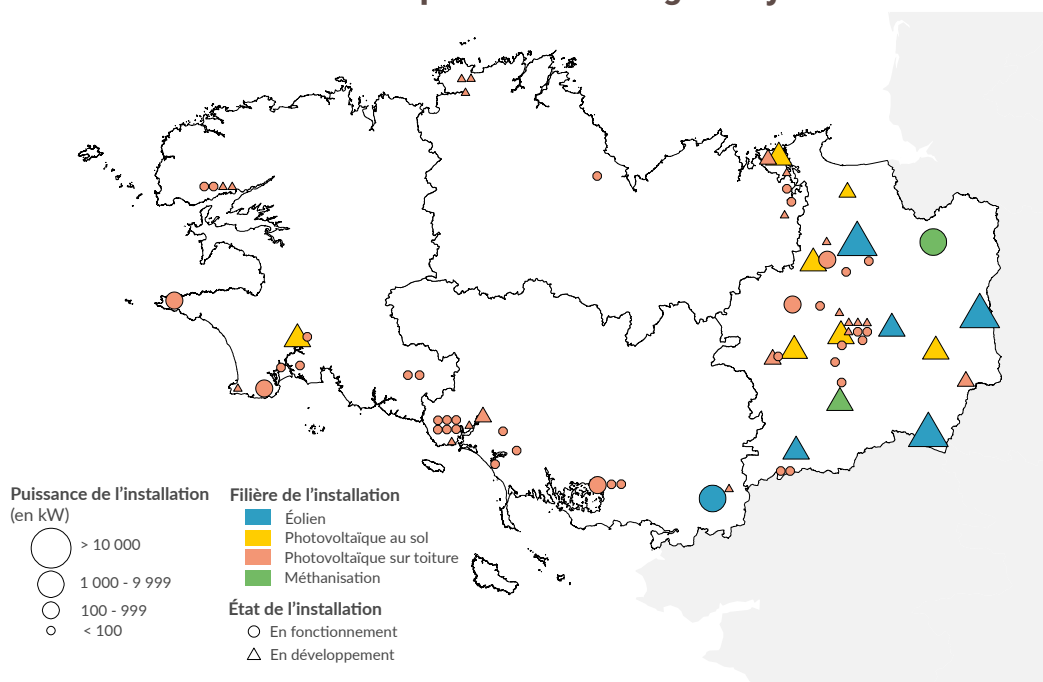 Puissance de l'installation
(en kW)
> 10 000
1 000 - 9 999
100 - 999
< 100
Filière de l'installation
Éolien
Photovoltaïque au sol
Photovoltaïque sur toiture
Méthanisation
État de l'installation
En fonctionnement
En développement